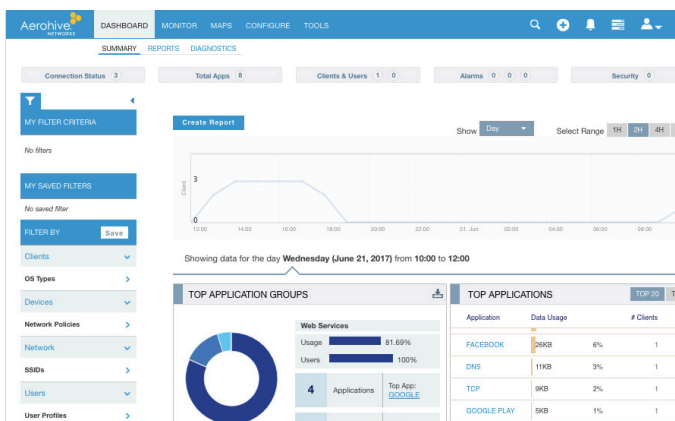 Aerohive
NETWORKS
DASHBOARD MONITOR MAPS CONFIGURE TOOLS
SUMMARY REPORTS DIAGNOSTICS
Connection Status 3
Total Apps 8
Clients & Users 1 0
Alarms 0 0 0
Security 0
MY FILTER CRITERIA
No filters
MY SAVED FILTERS
No saved filter
FILTER BY Save
Clients
OS Types
Devices
Network Policies
Network
SSIDs
Users
User Profiles
Create Report
Show Day Select Range 1H 2H 4H
Client
3
0
12:00 14:00 16:00 18:00 20:00 22:00 21. Jun 02:00 04:00 06:00 08:00
Showing data for the day Wednesday (June 21, 2017) from 10:00 to 12:00
TOP APPLICATION GROUPS
Web Services
Usage 81.69%
Users 100%
4 Applications Top App:
GOOGLE
TOP APPLICATIONS TOP 20 T
Application Data Usage # Clients
FACEBOOK 26KB 6% 1
DNS 11KB 3% 1
TCP 9KB 2% 1
GOOGLE PLAY 5KB 1% 1